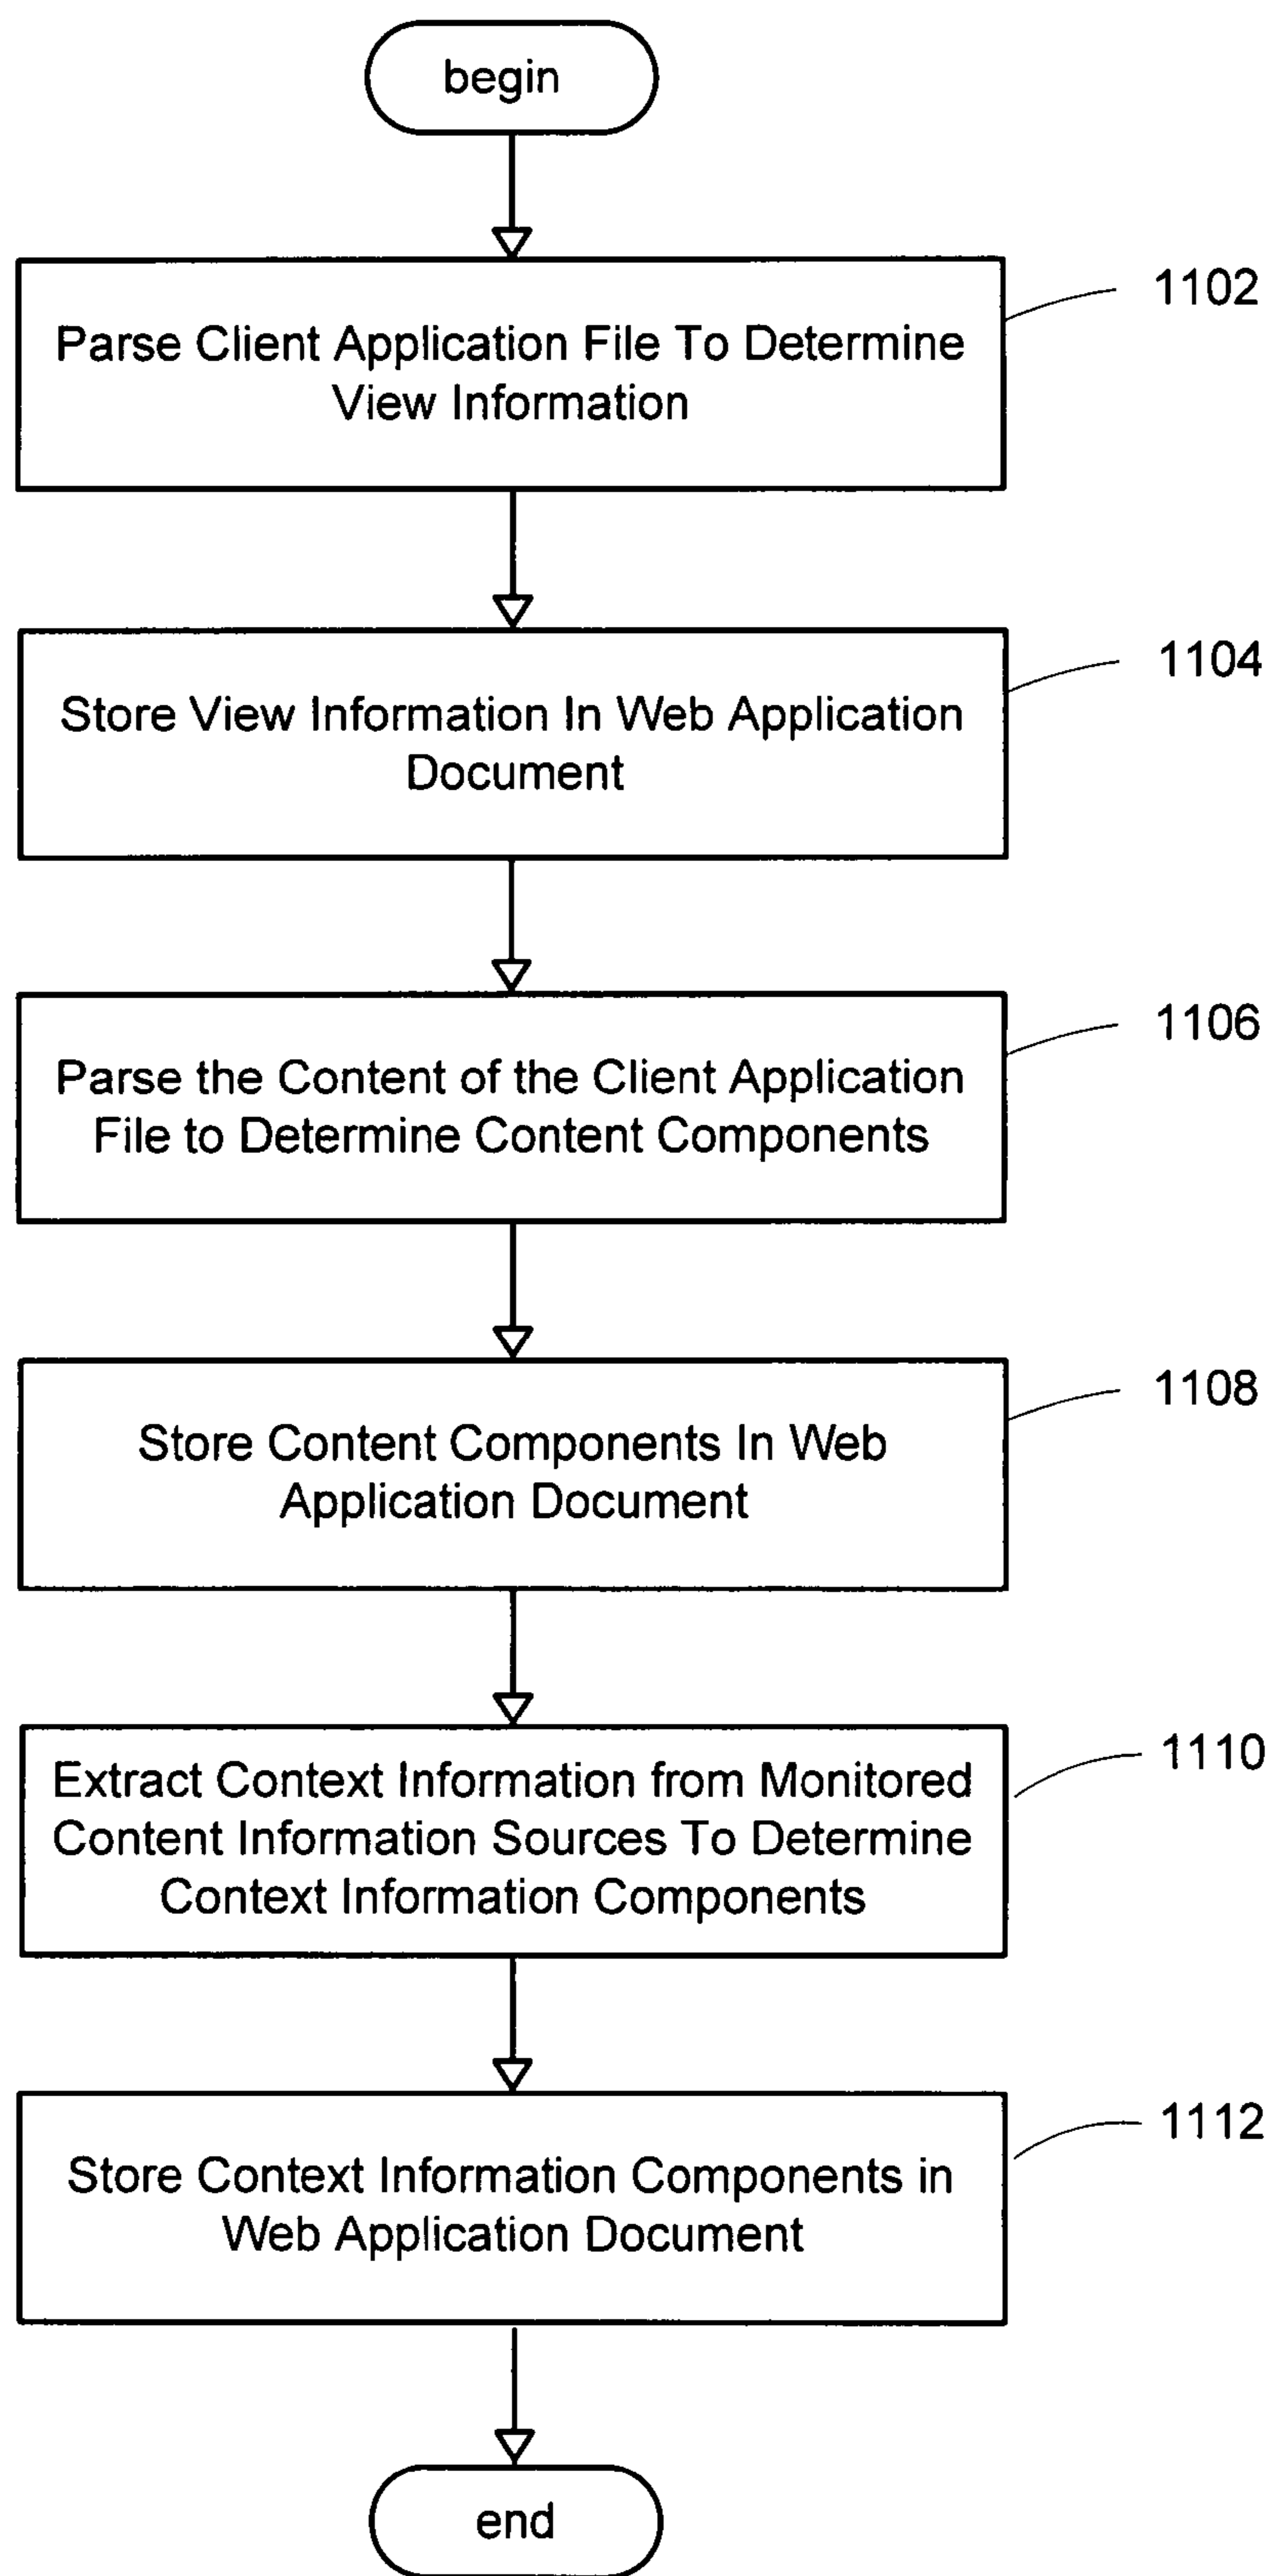 begin
1102
Parse Client Application File To Determine
View Information
1104
Store View Information In Web Application
Document
1106
Parse the Content of the Client Application
File to Determine Content Components
1108
Store Content Components In Web
Application Document
1110
Extract Context Information from Monitored
Content Information Sources To Determine
Context Information Components
1112
Store Context Information Components in
Web Application Document
end